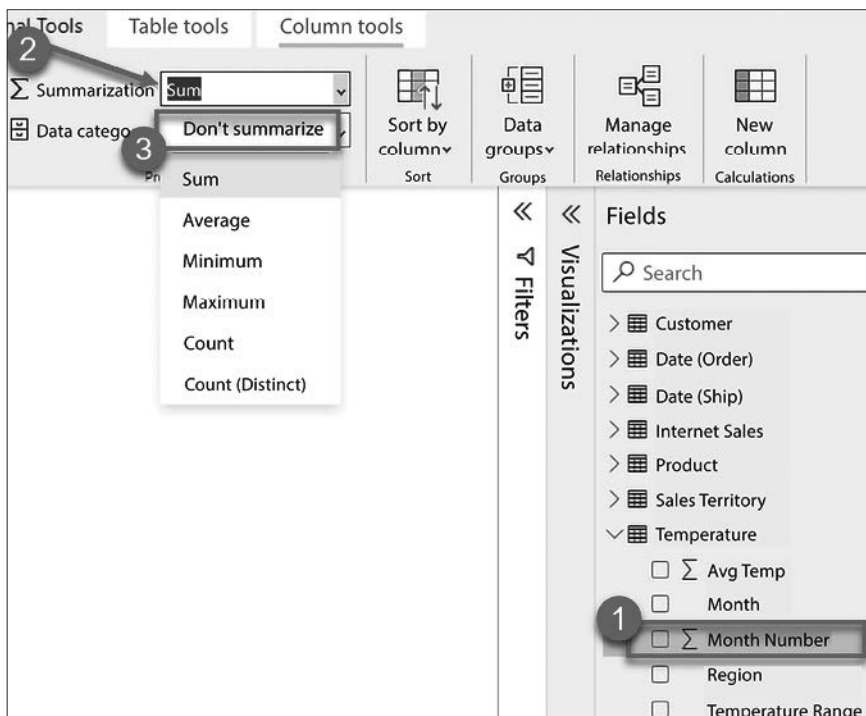 nal Tools
Table tools
Column tools
2
Summarization
Sum
Data catego
3
Don't summarize
Sum
Average
Minimum
Maximum
Count
Count (Distinct)
Pr
Sort by
column
Sort
Data
groups
Groups
Manage
relationships
Relationships
New
column
Calculations
Filters
Visualizations
Fields
Search
Customer
Date (Order)
Date (Ship)
Internet Sales
Product
Sales Territory
Temperature
Avg Temp
Month
1
Month Number
Region
Temperature Range